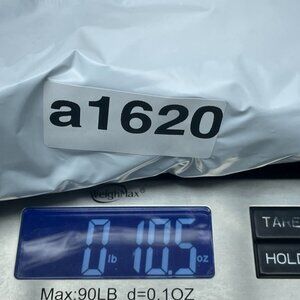 a1620
WeighMax®
0 lb 10.5 oz
TARE
HOLD
Max:90LB d=0.1OZ